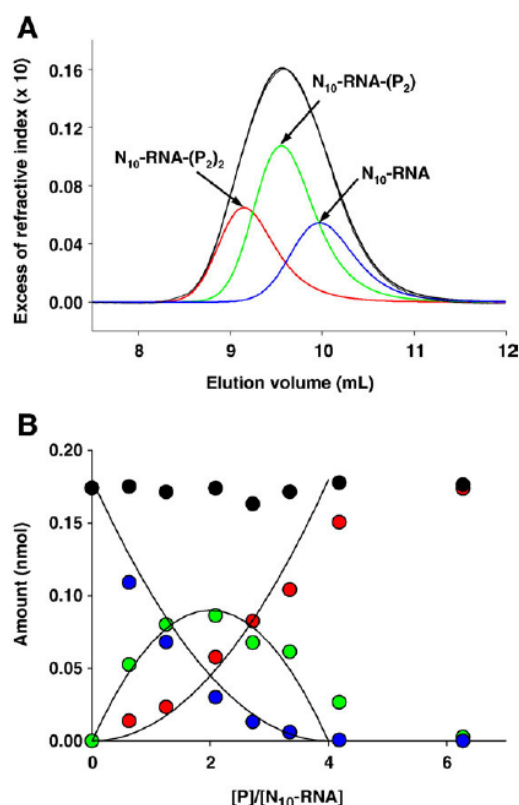 A
Excess of refractive index (x 10)
0.16
0.12
0.08
0.04
0.00
N₁₀-RNA-(P₂)
N₁₀-RNA-(P₂)₂
N₁₀-RNA
8 9 10 11 12
Elution volume (mL)
B
Amount (nmol)
0.20
0.15
0.10
0.05
0.00
0 2 4 6
[P]/[N₁₀-RNA]